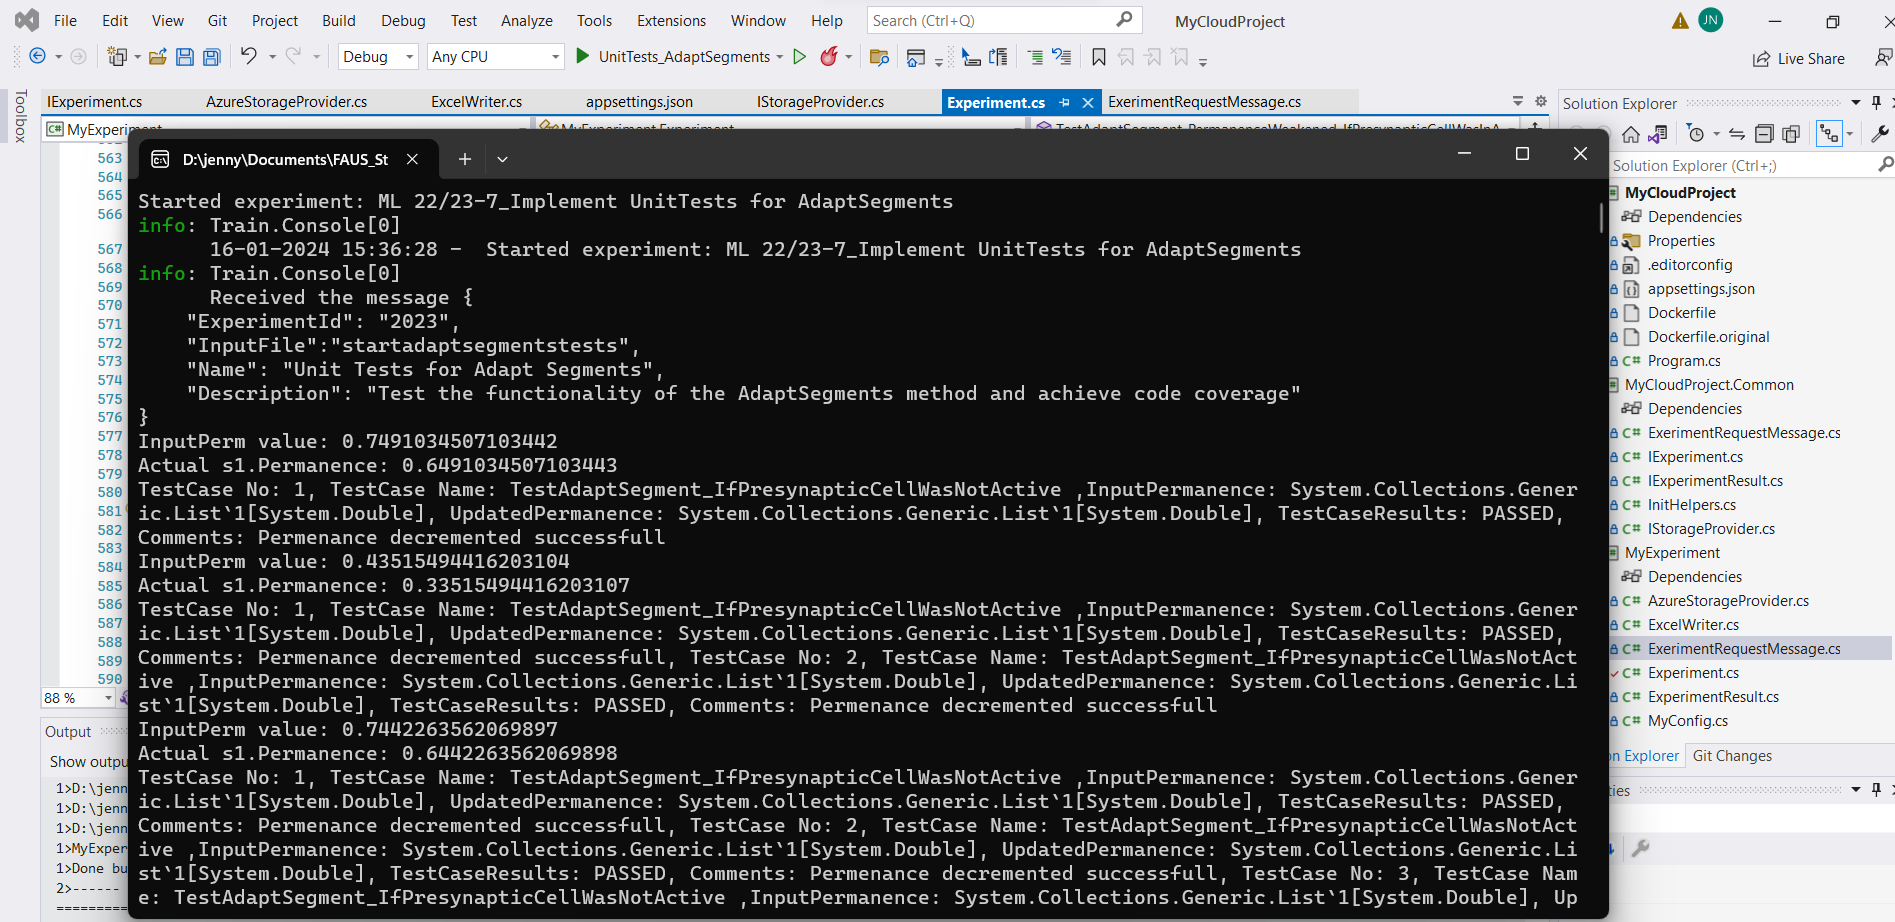 File Edit View Git Project Build Debug Test Analyze Tools Extensions Window Help Search (Ctrl+Q) MyCloudProject JN
Debug Any CPU UnitTests_AdaptSegments Live Share
Toolbox
IExperiment.cs AzureStorageProvider.cs ExcelWriter.cs appsettings.json IStorageProvider.cs Experiment.cs ExerimentRequestMessage.cs
C# MyExperiment
563
564
565
566
567
568
569
570
571
572
573
574
575
576
577
578
579
580
581
582
583
584
585
586
587
588
589
590
88 %
Output
Show outpu
1>D:\jenn
1>D:\jenn
1>D:\jenn
1>MyExper
1>Done bu
2>------
==========
D:\jenny\Documents\FAUS_St
Started experiment: ML 22/23-7_Implement UnitTests for AdaptSegments
info: Train.Console[0]
16-01-2024 15:36:28 - Started experiment: ML 22/23-7_Implement UnitTests for AdaptSegments
info: Train.Console[0]
Received the message {
"ExperimentId": "2023",
"InputFile":"startadaptsegmentstests",
"Name": "Unit Tests for Adapt Segments",
"Description": "Test the functionality of the AdaptSegments method and achieve code coverage"
}
InputPerm value: 0.7491034507103442
Actual s1.Permanence: 0.6491034507103443
TestCase No: 1, TestCase Name: TestAdaptSegment_IfPresynapticCellWasNotActive ,InputPermanence: System.Collections.Gener
ic.List`1[System.Double], UpdatedPermanence: System.Collections.Generic.List`1[System.Double], TestCaseResults: PASSED,
Comments: Permenance decremented successfull
InputPerm value: 0.43515494416203104
Actual s1.Permanence: 0.33515494416203107
TestCase No: 1, TestCase Name: TestAdaptSegment_IfPresynapticCellWasNotActive ,InputPermanence: System.Collections.Gener
ic.List`1[System.Double], UpdatedPermanence: System.Collections.Generic.List`1[System.Double], TestCaseResults: PASSED,
Comments: Permenance decremented successfull, TestCase No: 2, TestCase Name: TestAdaptSegment_IfPresynapticCellWasNotAct
ive ,InputPermanence: System.Collections.Generic.List`1[System.Double], UpdatedPermanence: System.Collections.Generic.Li
st`1[System.Double], TestCaseResults: PASSED, Comments: Permenance decremented successfull
InputPerm value: 0.7442263562069897
Actual s1.Permanence: 0.6442263562069898
TestCase No: 1, TestCase Name: TestAdaptSegment_IfPresynapticCellWasNotActive ,InputPermanence: System.Collections.Gener
ic.List`1[System.Double], UpdatedPermanence: System.Collections.Generic.List`1[System.Double], TestCaseResults: PASSED,
Comments: Permenance decremented successfull, TestCase No: 2, TestCase Name: TestAdaptSegment_IfPresynapticCellWasNotAct
ive ,InputPermanence: System.Collections.Generic.List`1[System.Double], UpdatedPermanence: System.Collections.Generic.Li
st`1[System.Double], TestCaseResults: PASSED, Comments: Permenance decremented successfull, TestCase No: 3, TestCase Nam
e: TestAdaptSegment_IfPresynapticCellWasNotActive ,InputPermanence: System.Collections.Generic.List`1[System.Double], Up
Solution Explorer
Solution Explorer (Ctrl+;)
MyCloudProject
Dependencies
Properties
.editorconfig
appsettings.json
Dockerfile
Dockerfile.original
C# Program.cs
MyCloudProject.Common
Dependencies
C# ExerimentRequestMessage.cs
C# IExperiment.cs
C# IExperimentResult.cs
C# InitHelpers.cs
C# IStorageProvider.cs
MyExperiment
Dependencies
C# AzureStorageProvider.cs
C# ExcelWriter.cs
C# ExerimentRequestMessage.cs
C# Experiment.cs
C# ExperimentResult.cs
C# MyConfig.cs
on Explorer Git Changes
ties